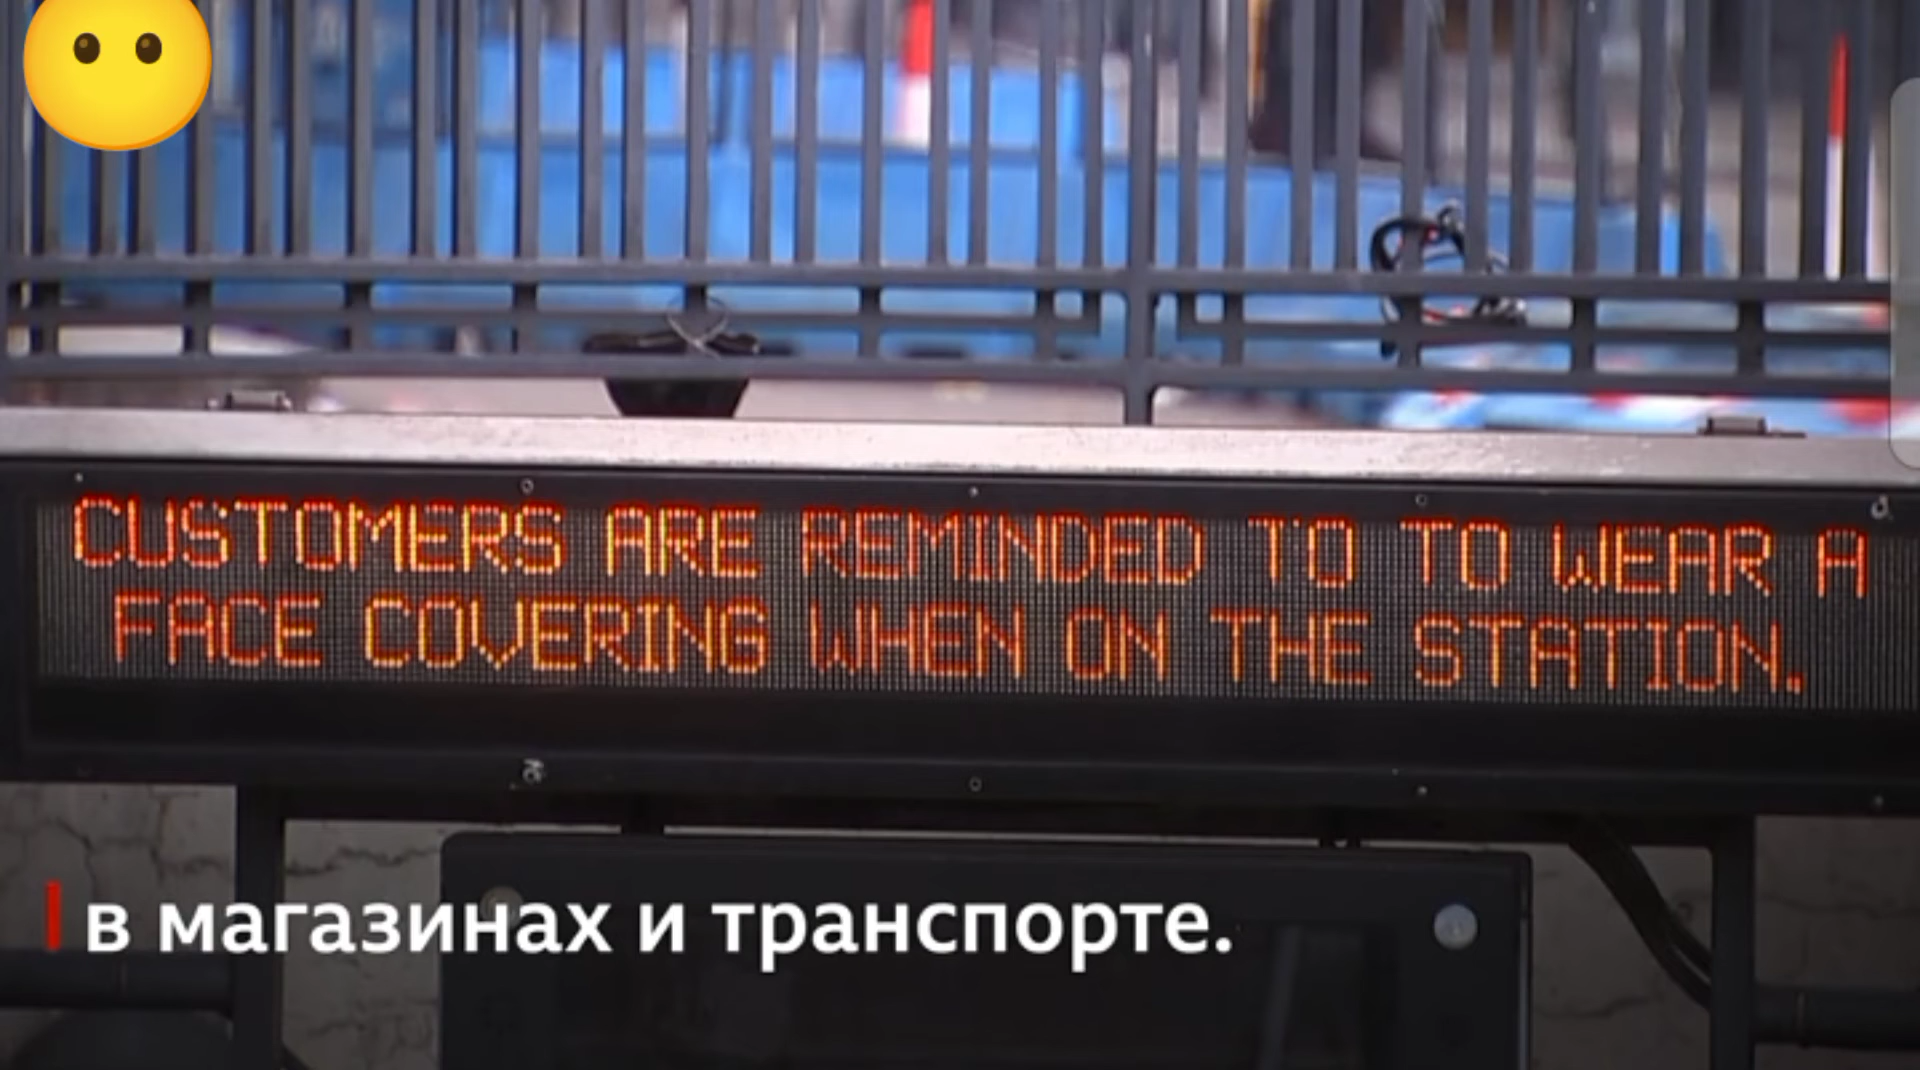 CUSTOMERS ARE REMINDED TO TO WEAR A
FACE COVERING WHEN ON THE STATION.
в магазинах и транспорте.